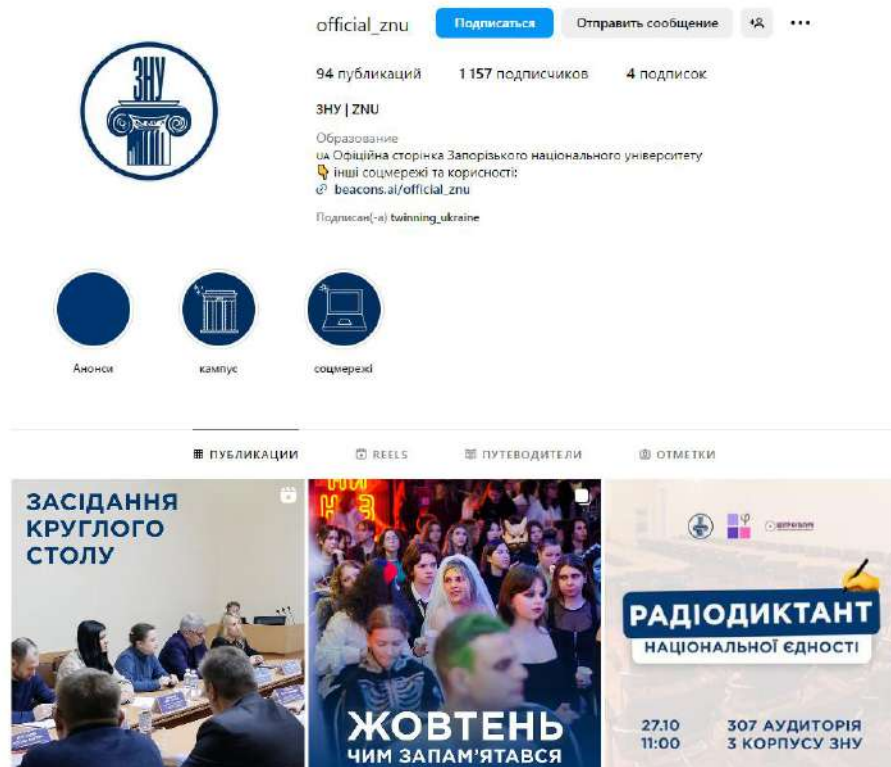 official_znu Подписаться Отправить сообщение
94 публикаций 1 157 подписчиков 4 подписок
ЗНУ | ZNU
Образование
UA Офіційна сторінка Запорізького національного університету
👇 інші соцмережі та корисності:
beacons.ai/official_znu
Подписан(-а) twinning_ukraine
ЗНУ
Анонси кампус соцмережі
ПУБЛИКАЦИИ REELS ПУТЕВОДИТЕЛИ ОТМЕТКИ
ЗАСІДАННЯ
КРУГЛОГО
СТОЛУ
ЖОВТЕНЬ
ЧИМ ЗАПАМ'ЯТАВСЯ
РАДІОДИКТАНТ
НАЦІОНАЛЬНОЇ ЄДНОСТІ
27.10 307 АУДИТОРІЯ
11:00 3 КОРПУСУ ЗНУ